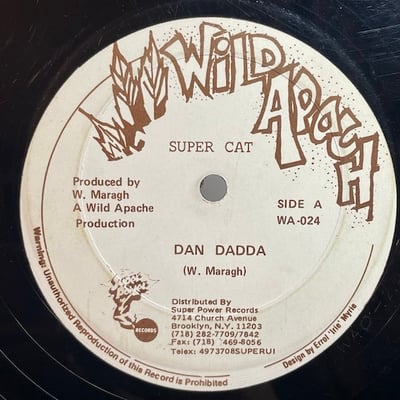 WILD APACH
SUPER CAT
Produced by
W. Maragh
A Wild Apache
Production
SIDE A
WA-024
DAN DADDA
(W. Maragh)
RECORDS
Distributed By
Super Power Records
4714 Church Avenue
Brooklyn, N.Y. 11203
(718) 282-7709/7842
Fax: (718) 469-8056
Telex: 4973708SUPERUI
Warning: Unauthorized Reproduction of this Record is Prohibited
Design by Errol 'Irie' Myrie